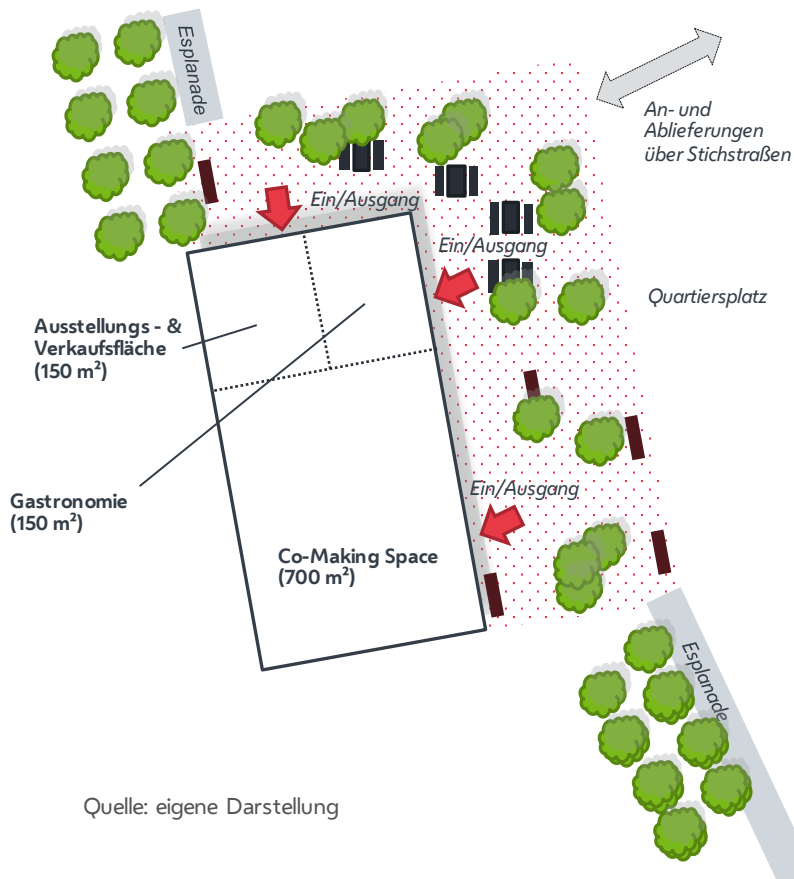 Esplanade
An- und
Ablieferungen
über Stichstraßen
Ein/Ausgang
Ein/Ausgang
Quartiersplatz
Ausstellungs - &
Verkaufsfläche
(150 m²)
Gastronomie
(150 m²)
Ein/Ausgang
Co-Making Space
(700 m²)
Esplanade
Quelle: eigene Darstellung